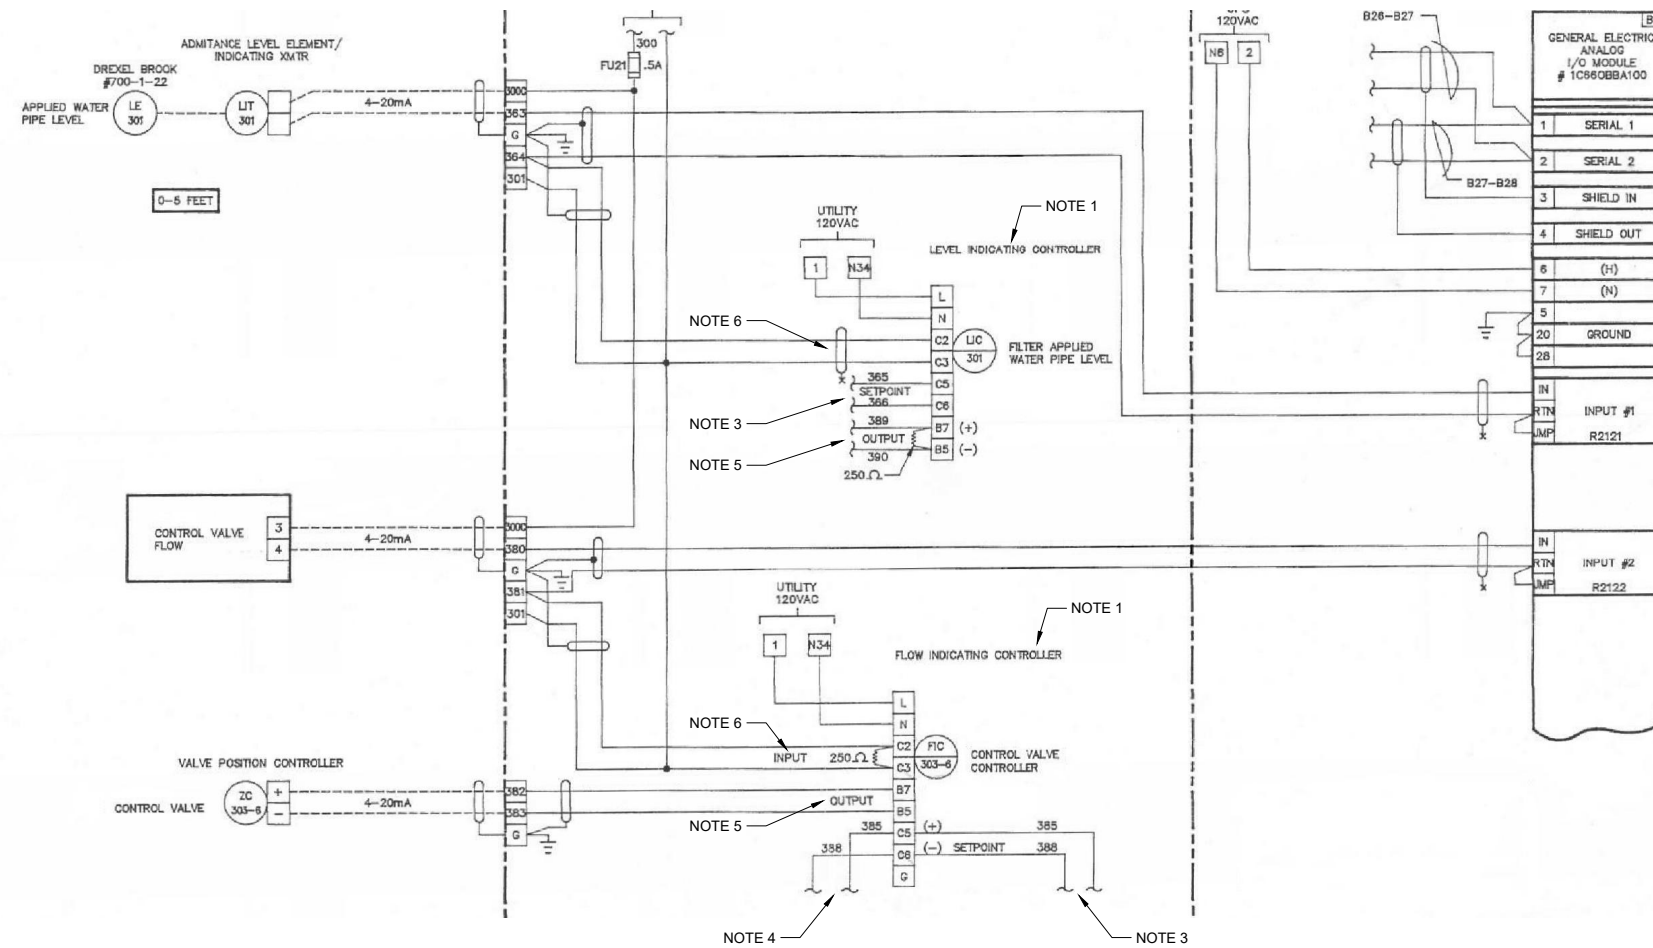 ADMITANCE LEVEL ELEMENT/
INDICATING XMTR
DREXEL BROOK
#700-1-22
APPLIED WATER
PIPE LEVEL
LE
301
LIT
301
4-20mA
0-5 FEET
300
FU21
.5A
300C
363
G
364
301
120VAC
N6
2
B26-B27
B27-B28
GENERAL ELECTRIC
ANALOG
I/O MODULE
# 1C660BBA100
1 SERIAL 1
2 SERIAL 2
3 SHIELD IN
4 SHIELD OUT
6 (H)
7 (N)
5
20 GROUND
28
IN
RTN INPUT #1
JMP R2121
UTILITY
120VAC
1
N34
NOTE 1
LEVEL INDICATING CONTROLLER
L
N
C2
C3
C5
C6
B7 (+)
B5 (-)
LIC
301
FILTER APPLIED
WATER PIPE LEVEL
NOTE 6
365
SETPOINT
366
NOTE 3
389
OUTPUT
390
NOTE 5
250Ω
CONTROL VALVE
FLOW
3
4
4-20mA
300C
380
G
381
301
IN
RTN INPUT #2
JMP R2122
UTILITY
120VAC
1
N34
NOTE 1
FLOW INDICATING CONTROLLER
L
N
C2
C3
B7
B5
C5 (+)
C6 (-)
G
FIC
303-6
CONTROL VALVE
CONTROLLER
NOTE 6
INPUT
250Ω
VALVE POSITION CONTROLLER
CONTROL VALVE
ZC
303-6
+
-
4-20mA
382
383
G
OUTPUT
NOTE 5
385
388
SETPOINT
385
388
NOTE 4
NOTE 3